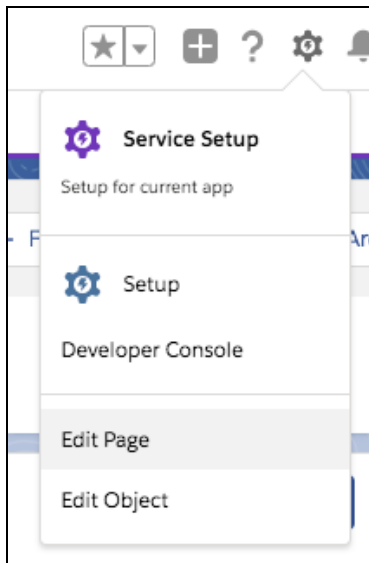 Service Setup
Setup for current app
Setup
Developer Console
Edit Page
Edit Object